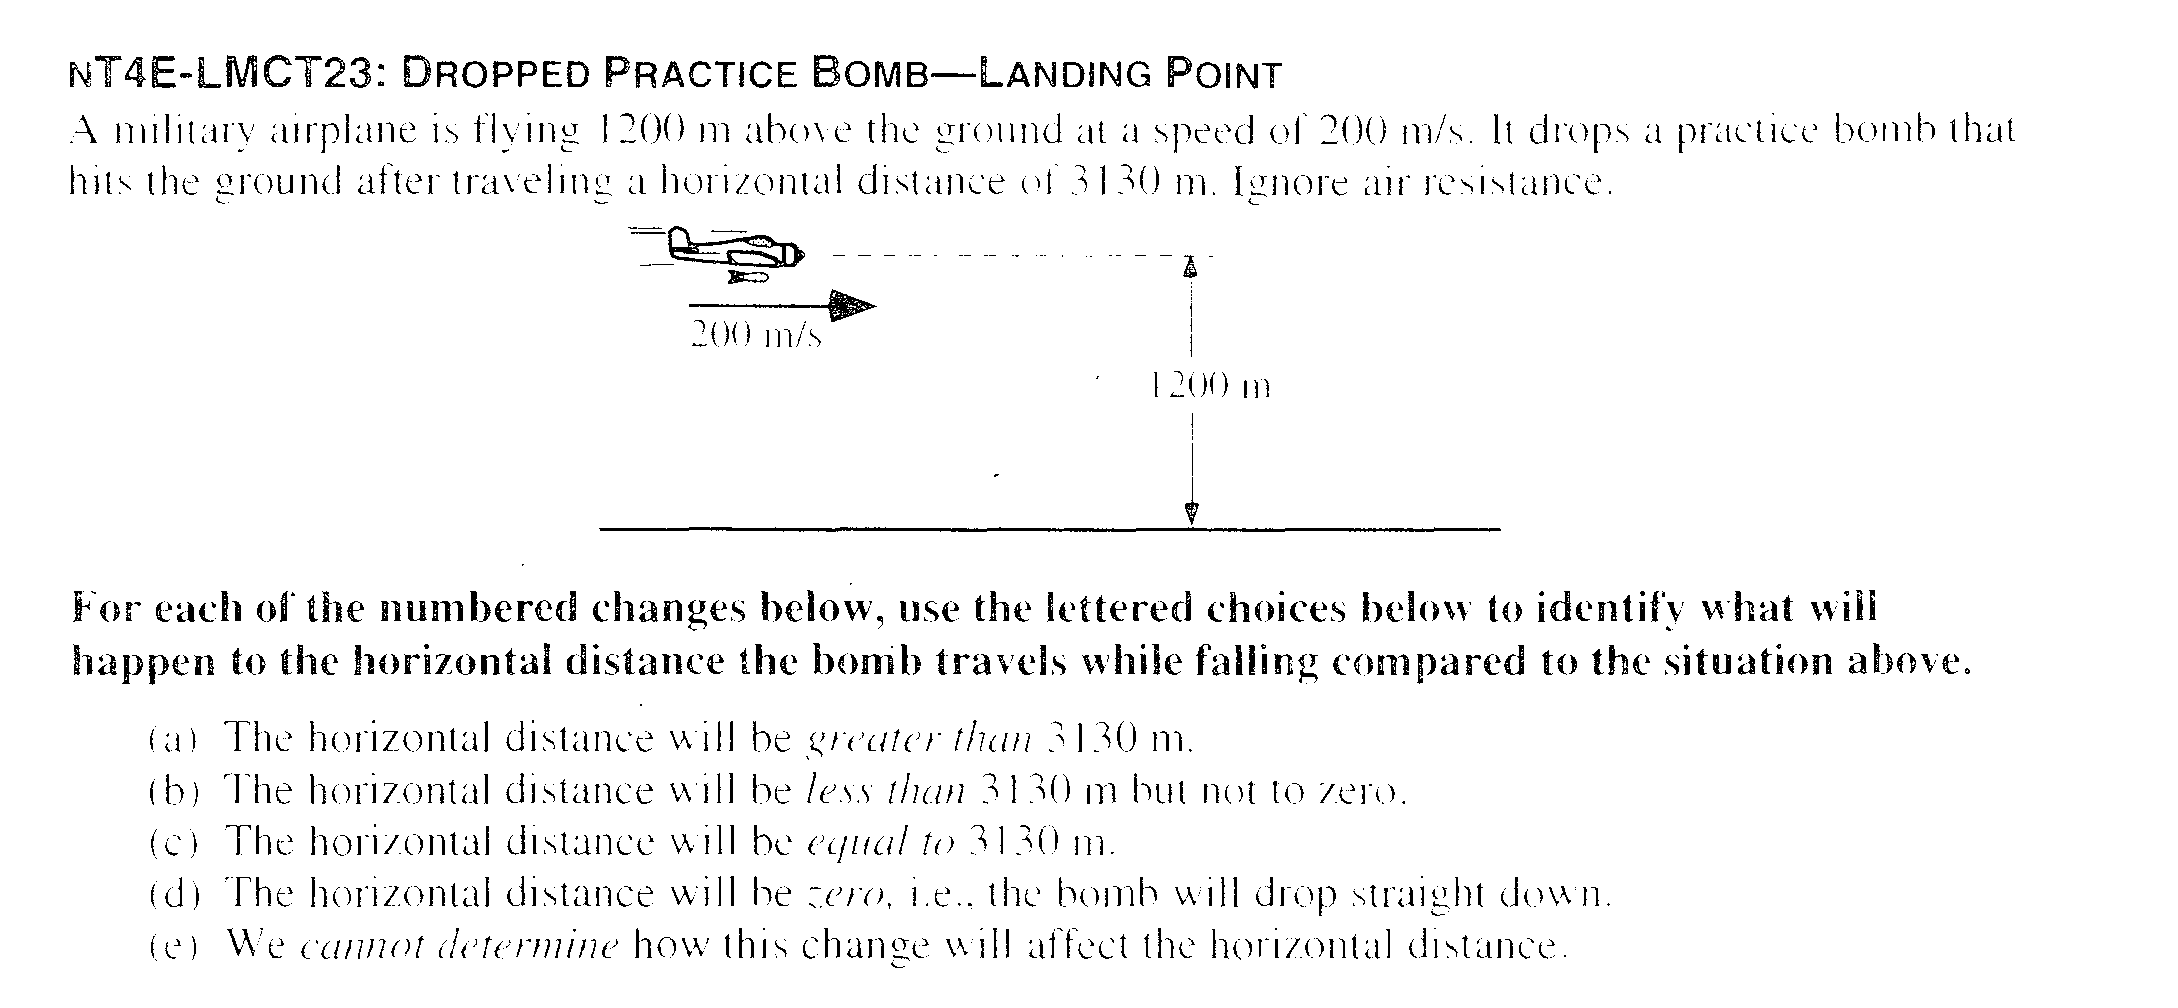 NT4E-LMCT23: DROPPED PRACTICE BOMB—LANDING POINT
A military airplane is flying 1200 m above the ground at a speed of 200 m/s. It drops a practice bomb that
hits the ground after traveling a horizontal distance of 3130 m. Ignore air resistance.
200 m/s
1200 m
For each of the numbered changes below, use the lettered choices below to identify what will
happen to the horizontal distance the bomb travels while falling compared to the situation above.
(a) The horizontal distance will be greater than 3130 m.
(b) The horizontal distance will be less than 3130 m but not to zero.
(c) The horizontal distance will be equal to 3130 m.
(d) The horizontal distance will be zero, i.e., the bomb will drop straight down.
(e) We cannot determine how this change will affect the horizontal distance.